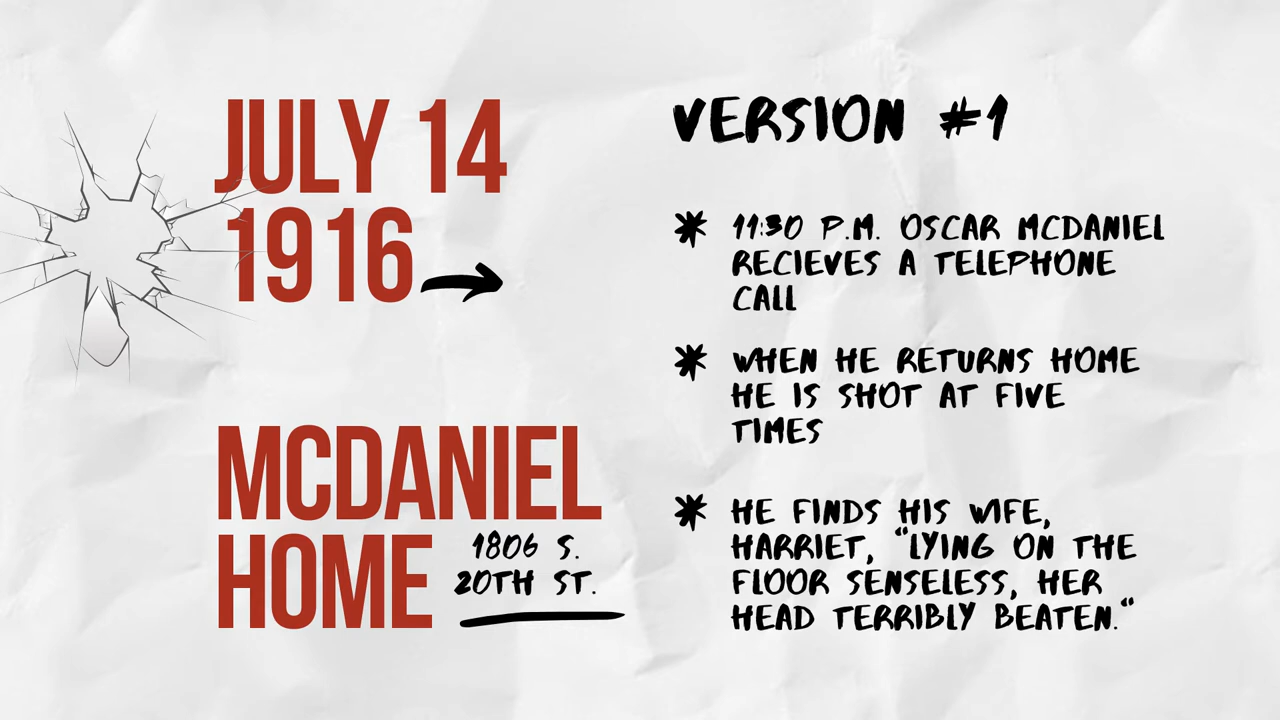 JULY 14
1916
MCDANIEL
HOME
1806 S.
20TH ST.
VERSION #1
11:30 P.M. OSCAR MCDANIEL
RECIEVES A TELEPHONE
CALL
WHEN HE RETURNS HOME
HE IS SHOT AT FIVE
TIMES
HE FINDS HIS WIFE,
HARRIET, "LYING ON THE
FLOOR SENSELESS, HER
HEAD TERRIBLY BEATEN."